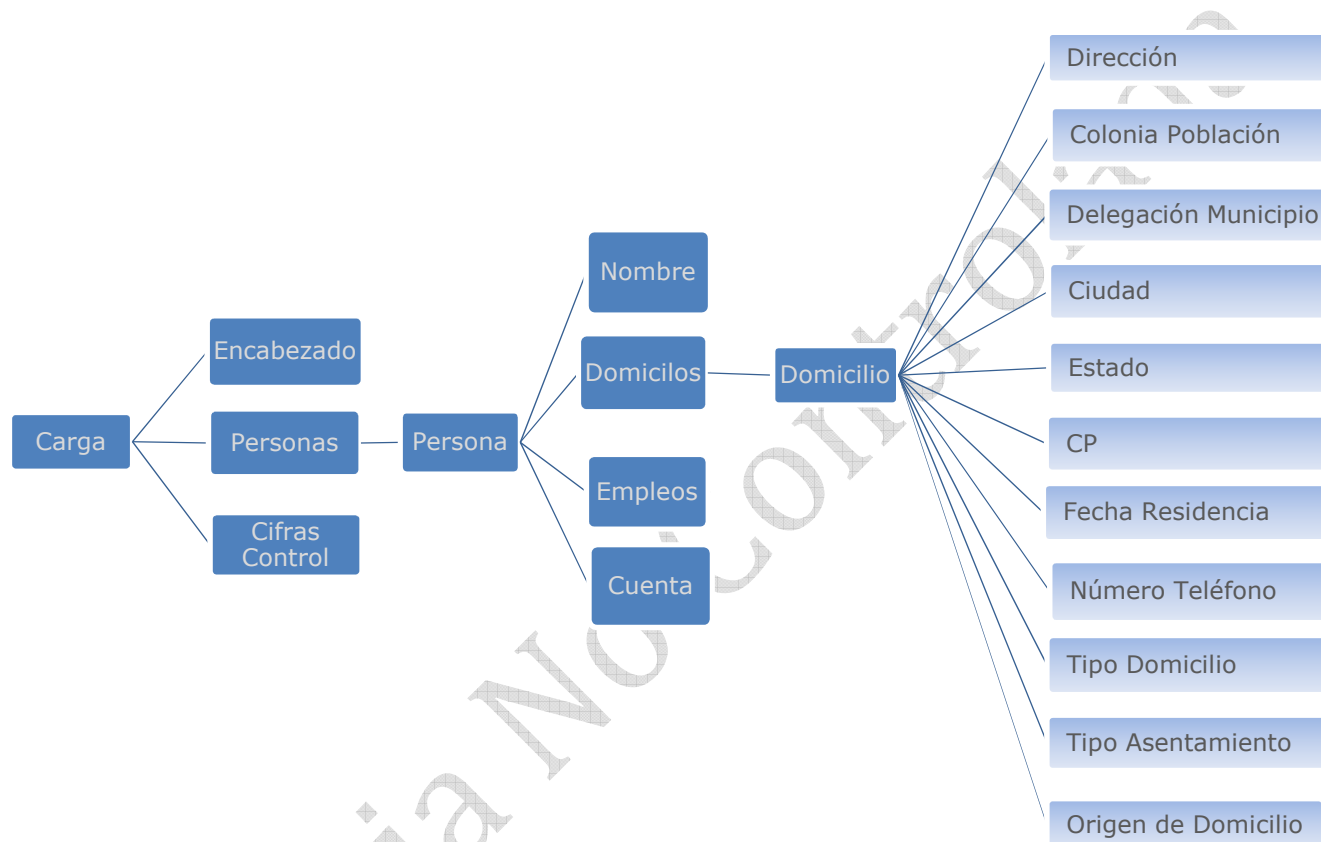 Carga
Encabezado
Personas
Cifras
Control
Persona
Nombre
Domicilos
Empleos
Cuenta
Domicilio
Dirección
Colonia Población
Delegación Municipio
Ciudad
Estado
CP
Fecha Residencia
Número Teléfono
Tipo Domicilio
Tipo Asentamiento
Origen de Domicilio